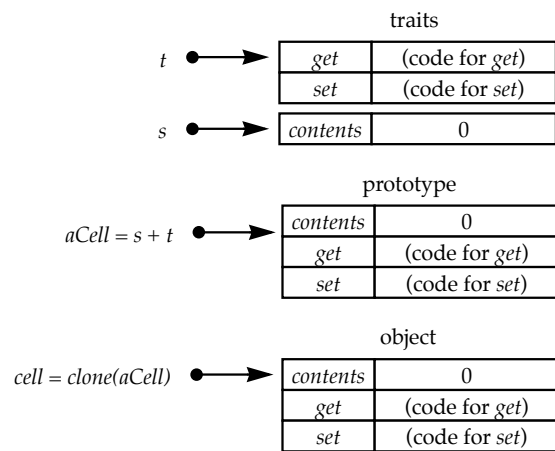 traits
t get (code for get)
set (code for set)
s contents 0
prototype
aCell = s + t contents 0
get (code for get)
set (code for set)
object
cell = clone(aCell) contents 0
get (code for get)
set (code for set)